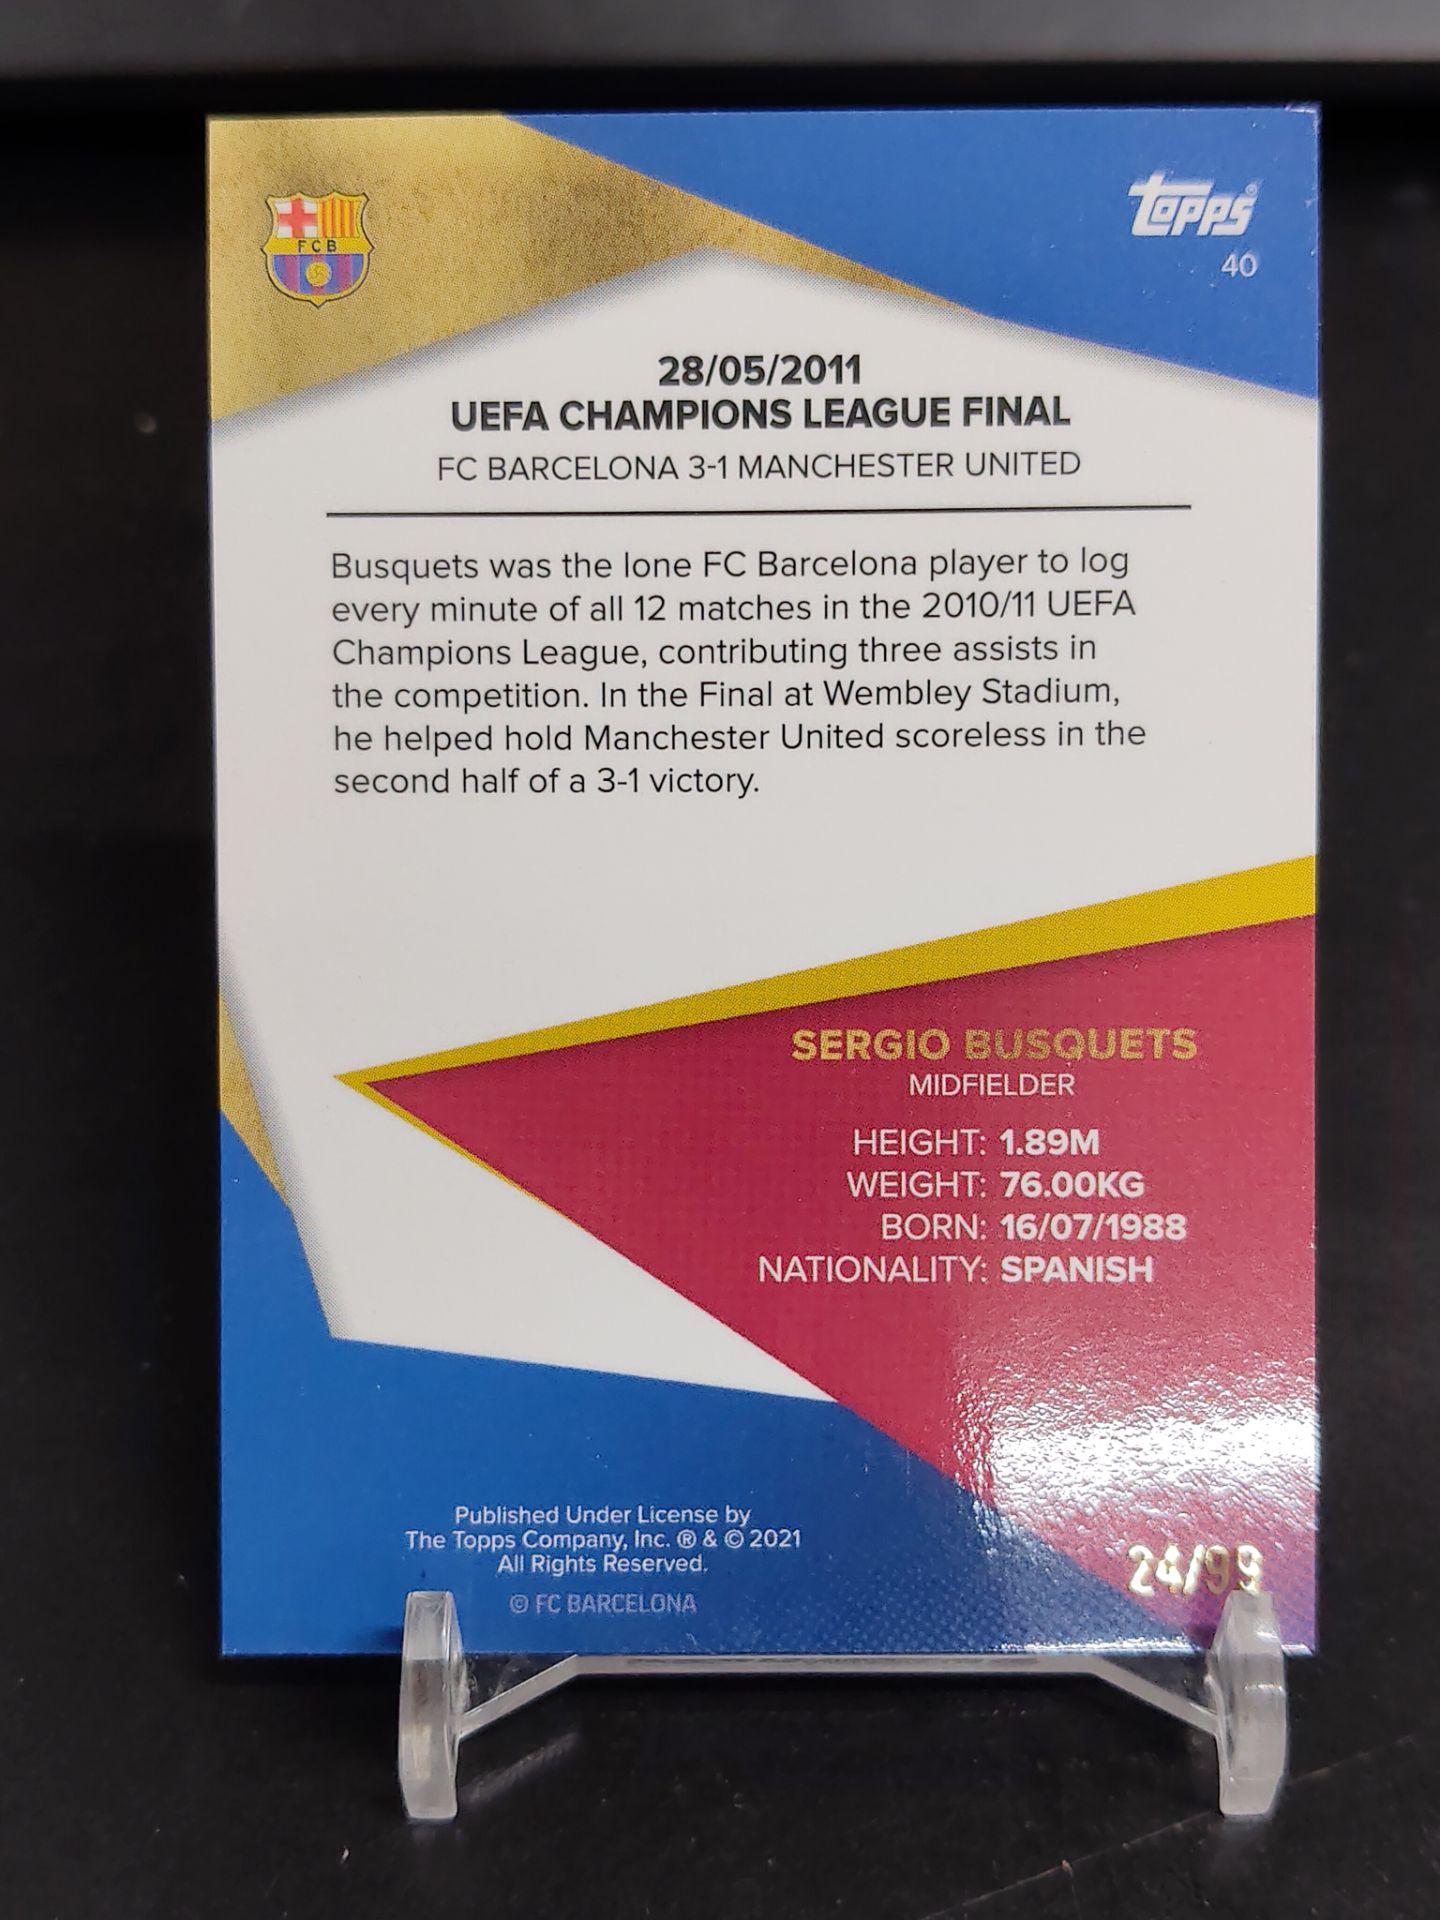 FCB
Topps
40
28/05/2011
UEFA CHAMPIONS LEAGUE FINAL
FC BARCELONA 3-1 MANCHESTER UNITED
Busquets was the lone FC Barcelona player to log
every minute of all 12 matches in the 2010/11 UEFA
Champions League, contributing three assists in
the competition. In the Final at Wembley Stadium,
he helped hold Manchester United scoreless in the
second half of a 3-1 victory.
SERGIO BUSQUETS
MIDFIELDER
HEIGHT: 1.89M
WEIGHT: 76.00KG
BORN: 16/07/1988
NATIONALITY: SPANISH
Published Under License by
The Topps Company, Inc. ® & © 2021
All Rights Reserved.
© FC BARCELONA
24/99